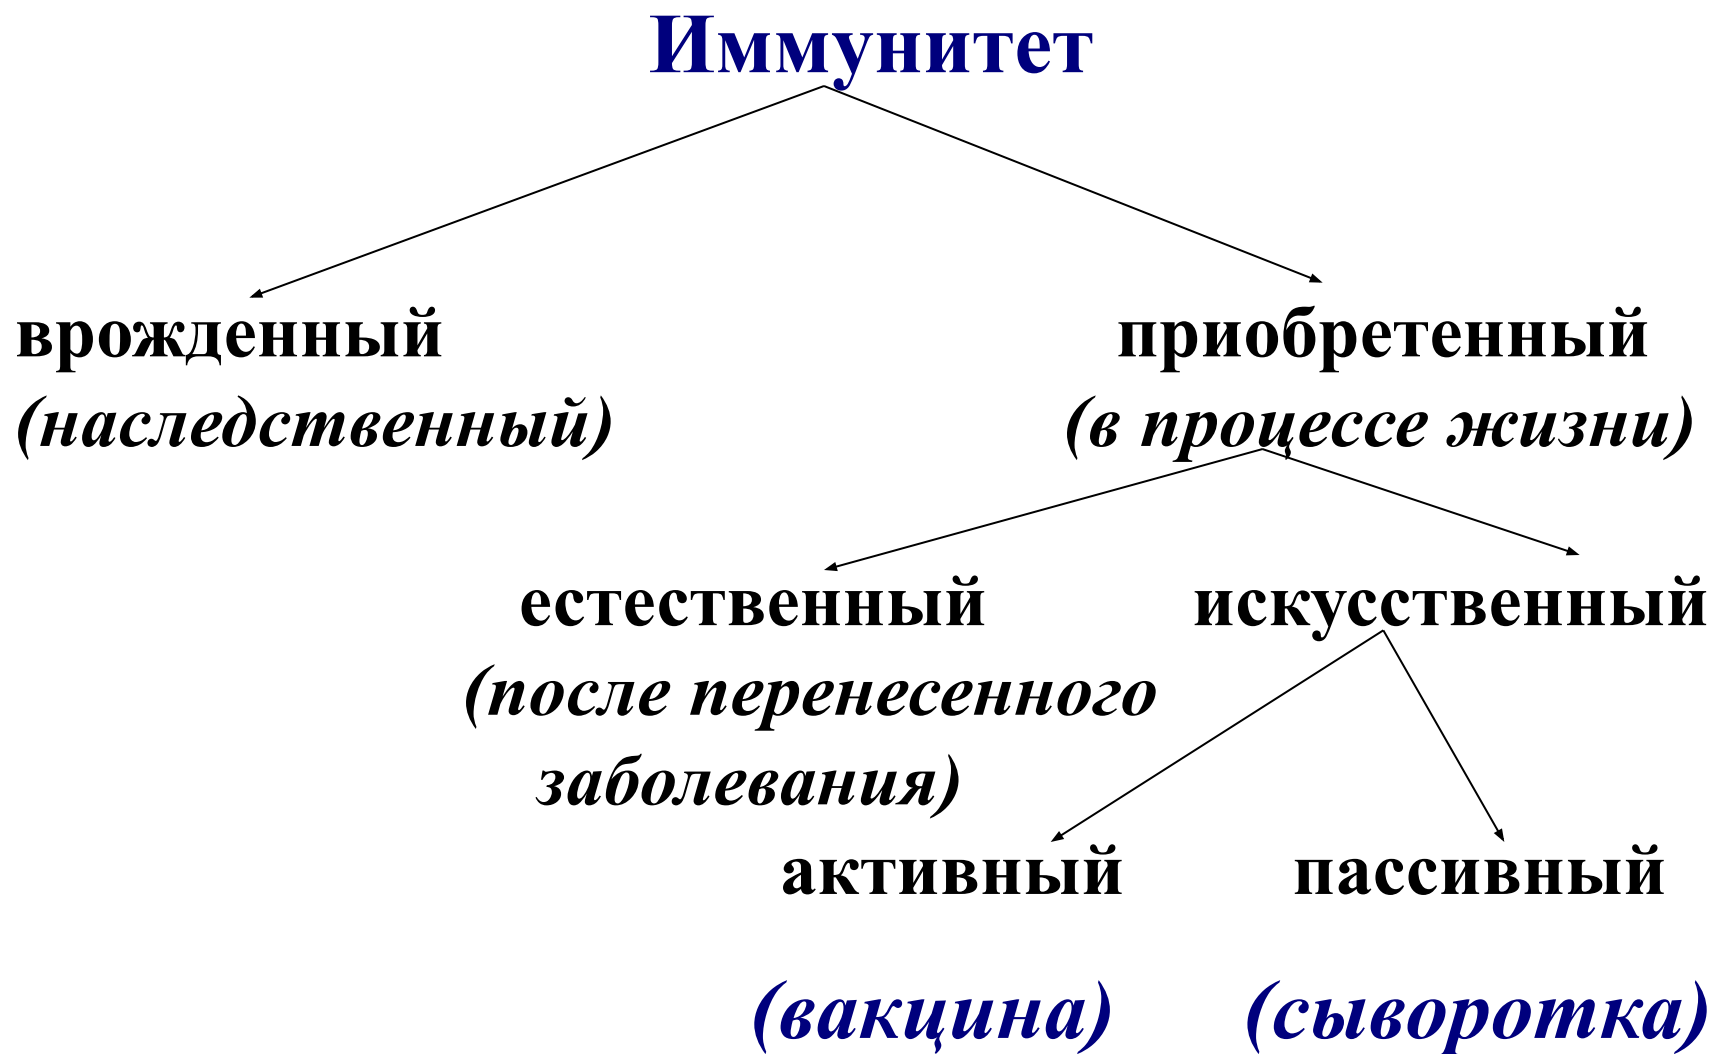 Иммунитет
врожденный приобретенный
(наследственный) (в процессе жизни)
естественный искусственный
(после перенесенного
заболевания)
активный пассивный
(вакцина) (сыворотка)